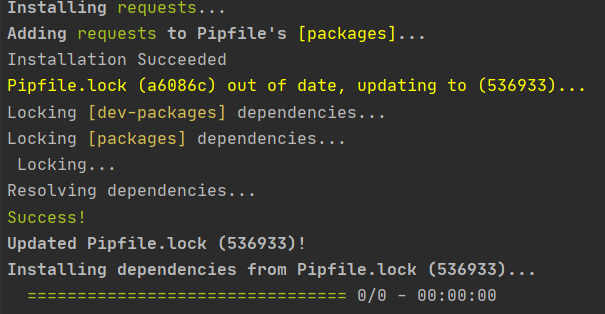 Installing requests...
Adding requests to Pipfile's [packages]...
Installation Succeeded
Pipfile.lock (a6086c) out of date, updating to (536933)...
Locking [dev-packages] dependencies...
Locking [packages] dependencies...
Locking...
Resolving dependencies...
Success!
Updated Pipfile.lock (536933)!
Installing dependencies from Pipfile.lock (536933)...
================================ 0/0 - 00:00:00